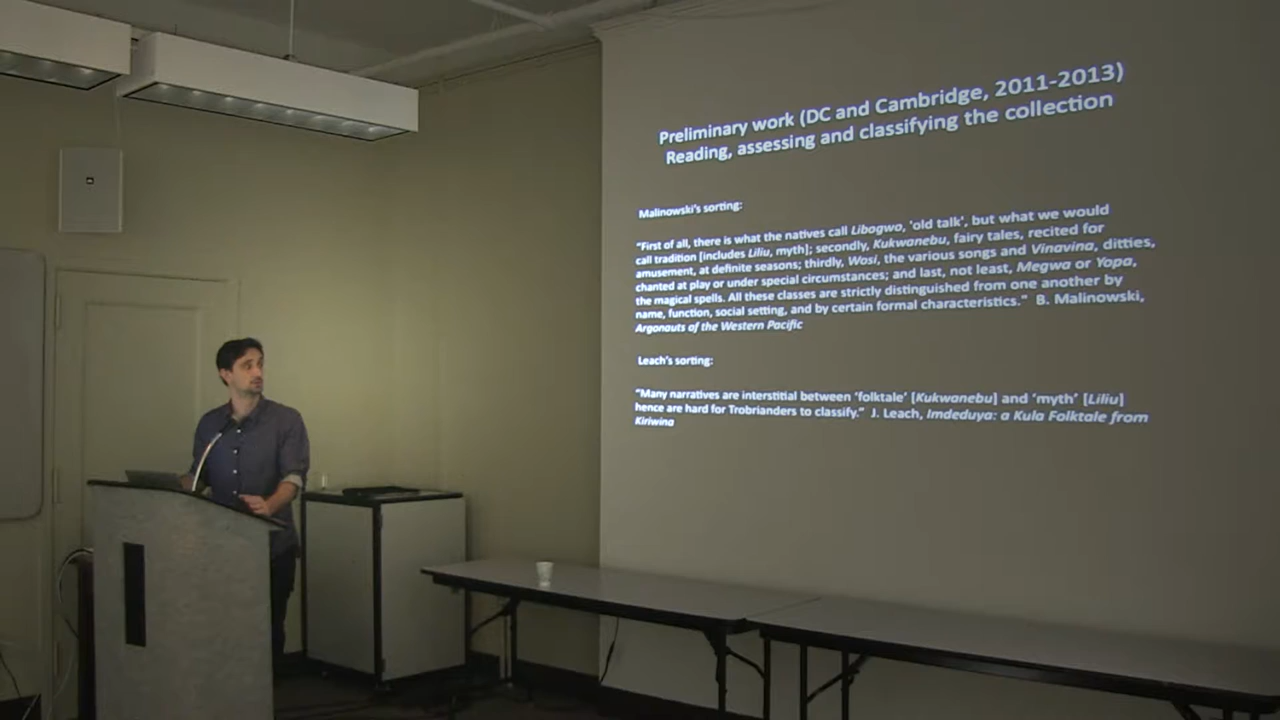 Preliminary work (DC and Cambridge, 2011-2013)
Reading, assessing and classifying the collection
Malinowski's sorting:
"First of all, there is what the natives call Libogwo, 'old talk', but what we would
call tradition [includes Liliu, myth]; secondly, Kukwanebu, fairy tales, recited for
amusement, at definite seasons; thirdly, Wosi, the various songs and Vinavina, ditties,
chanted at play or under special circumstances; and last, not least, Megwa or Yopa,
the magical spells. All these classes are strictly distinguished from one another by
name, function, social setting, and by certain formal characteristics." B. Malinowski,
Argonauts of the Western Pacific
Leach's sorting:
"Many narratives are interstitial between 'folktale' [Kukwanebu] and 'myth' [Liliu]
hence are hard for Trobrianders to classify." J. Leach, Imdeduya: a Kula Folktale from
Kiriwina